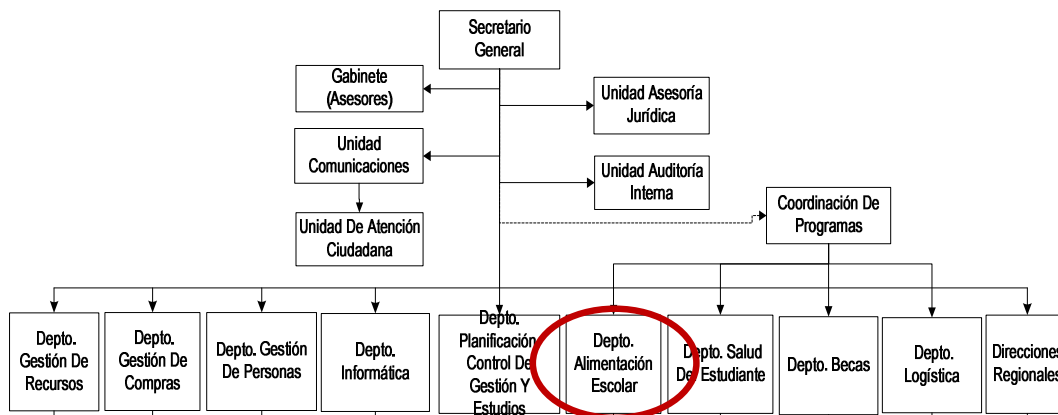 Secretario
General
Gabinete
(Asesores)
Unidad Asesoría
Jurídica
Unidad
Comunicaciones
Unidad Auditoría
Interna
Coordinación De
Programas
Unidad De Atención
Ciudadana
Depto.
Gestión De
Recursos
Depto.
Gestión De
Compras
Depto. Gestión
De Personas
Depto.
Informática
Depto.
Planificación
Control De
Gestión Y
Estudios
Depto.
Alimentación
Escolar
Depto. Salud
Del Estudiante
Depto. Becas
Depto.
Logística
Direcciones
Regionales